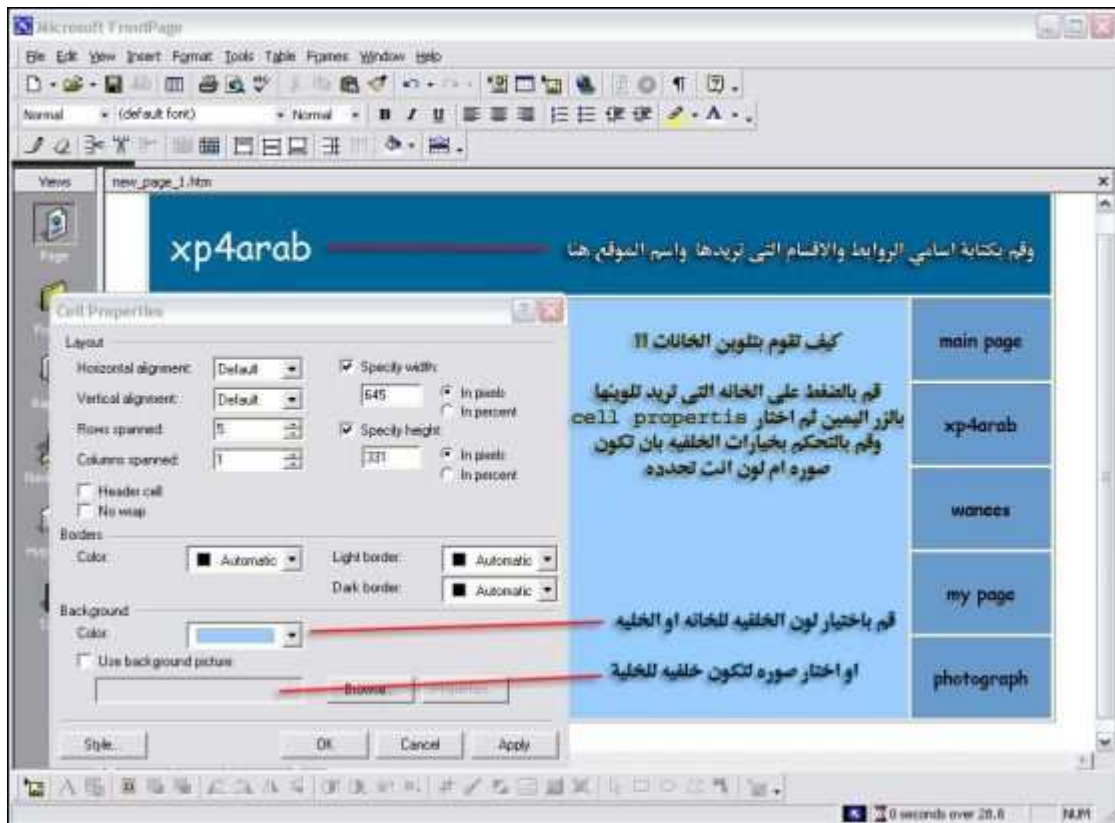 Microsoft FrontPage
File Edit View Insert Format Tools Table Frames Window Help
Normal (default font) Normal B I U A
Views new_page_1.htm
Page
xp4arab وقم بكتابة اسامي الروابط والاقسام التى تريدها واسم الموقع هنا
Cell Properties
Layout
Horizontal alignment: Default
Specify width:
645
In pixels
In percent
Vertical alignment: Default
Rows spanned: 5
Specify height:
331
In pixels
In percent
Columns spanned: 1
Header cell
No wrap
Borders
Color: Automatic
Light border: Automatic
Dark border: Automatic
Background
Color:
Use background picture
Browse...
Properties...
Style...
OK Cancel Apply
كيف تقوم بتلوين الخانات !!
قم بالضغط على الخانه التى تريد تلوينها
بالزر اليمين ثم اختار cell propertis
وقم بالتحكم بخيارات الخلفيه بان تكون
صوره ام لون انت تحدده
قم باختيار لون الخلفيه للخانه او الخليه
او اختار صوره لتكون خلفيه للخلية
main page
xp4arab
wanees
my page
photograph
0 seconds over 28.8 NUM